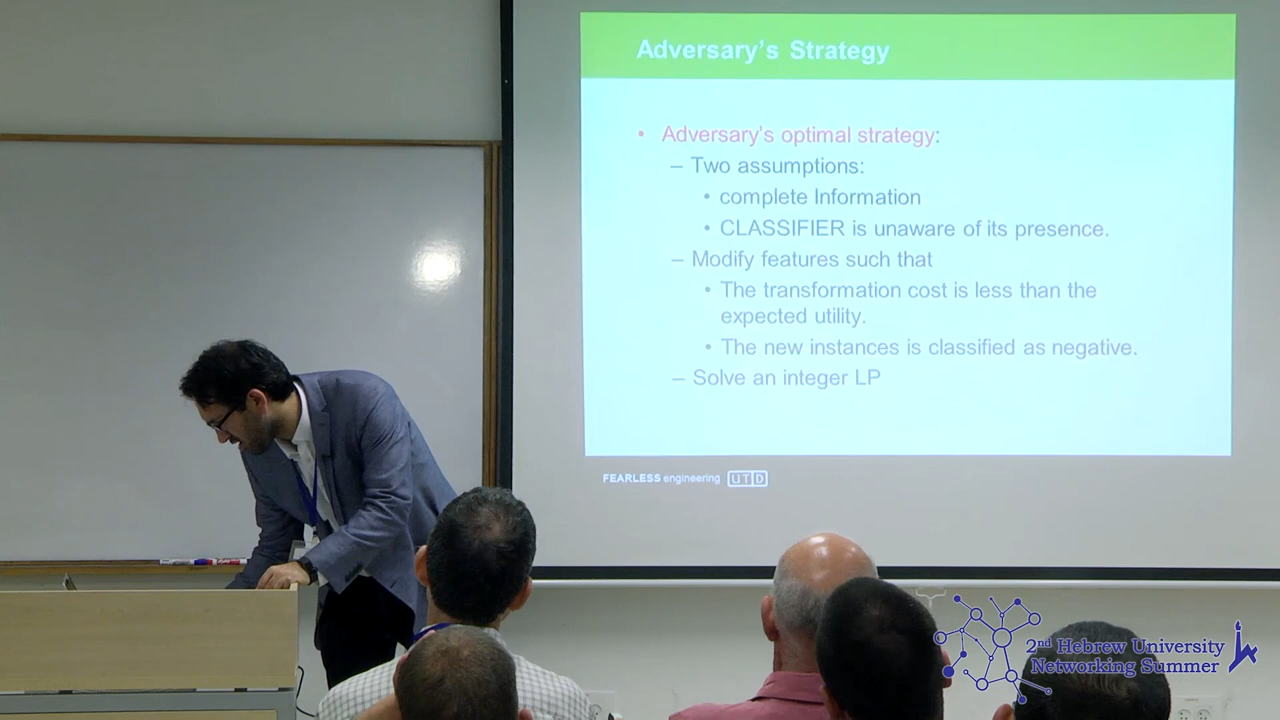 Adversary's Strategy
• Adversary's optimal strategy:
– Two assumptions:
• complete Information
• CLASSIFIER is unaware of its presence.
– Modify features such that
• The transformation cost is less than the
expected utility.
• The new instances is classified as negative.
– Solve an integer LP
FEARLESS engineering UTD
2nd Hebrew University
Networking Summer